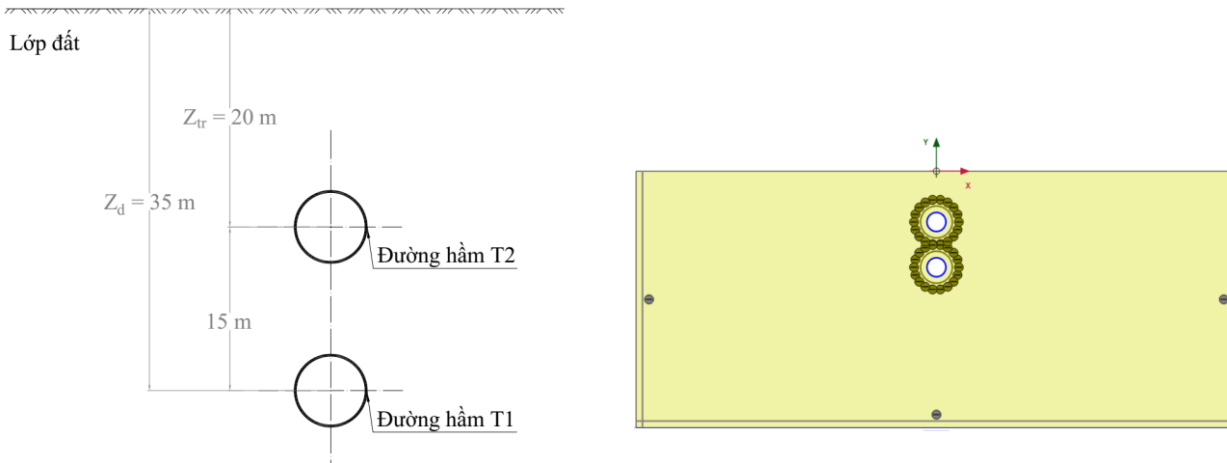 Lớp đất
Z_tr = 20 m
Z_d = 35 m
Đường hầm T2
15 m
Đường hầm T1
Y
X